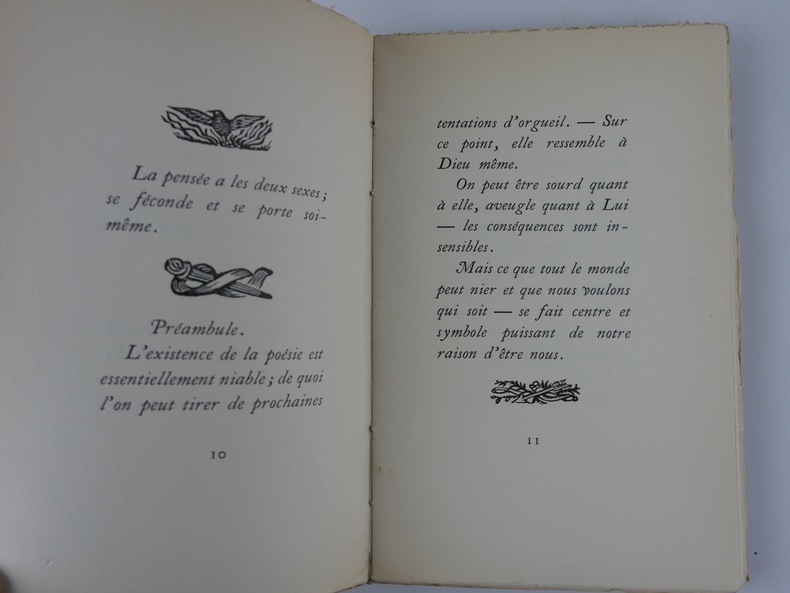 La pensée a les deux sexes;
se féconde et se porte soi-
même.
Préambule.
L'existence de la poésie est
essentiellement niable; de quoi
l'on peut tirer de prochaines
10
tentations d'orgueil. — Sur
ce point, elle ressemble à
Dieu même.
On peut être sourd quant
à elle, aveugle quant à Lui
— les conséquences sont in-
sensibles.
Mais ce que tout le monde
peut nier et que nous voulons
qui soit — se fait centre et
symbole puissant de notre
raison d'être nous.
11